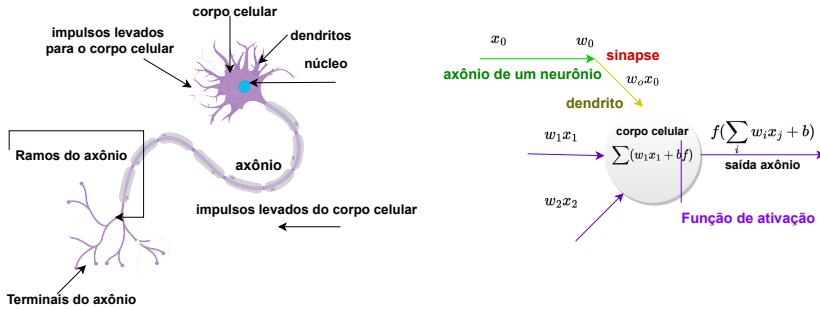 corpo celular
impulsos levados
para o corpo celular
dendritos
núcleo
Ramos do axônio
axônio
impulsos levados do corpo celular
Terminais do axônio
x_0
w_0
sinapse
axônio de um neurônio
w_o x_0
dendrito
corpo celular
w_1 x_1
∑(w_1 x_1 + bf)
f(∑_i w_i x_j + b)
saída axônio
w_2 x_2
Função de ativação